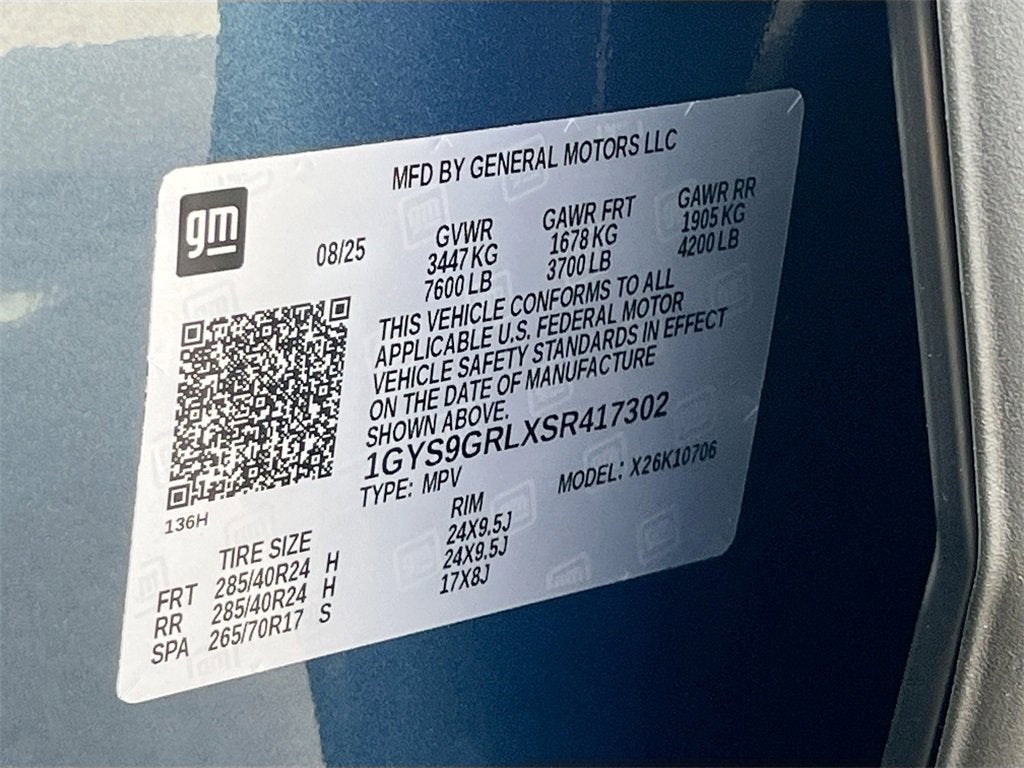 MFD BY GENERAL MOTORS LLC
gm
08/25
GVWR GAWR FRT GAWR RR
3447 KG 1678 KG 1905 KG
7600 LB 3700 LB 4200 LB
THIS VEHICLE CONFORMS TO ALL
APPLICABLE U.S. FEDERAL MOTOR
VEHICLE SAFETY STANDARDS IN EFFECT
ON THE DATE OF MANUFACTURE
SHOWN ABOVE.
1GYS9GRLXSR417302
TYPE: MPV MODEL: X26K10706
136H
TIRE SIZE RIM
FRT 285/40R24 H 24X9.5J
RR 285/40R24 H 24X9.5J
SPA 265/70R17 S 17X8J